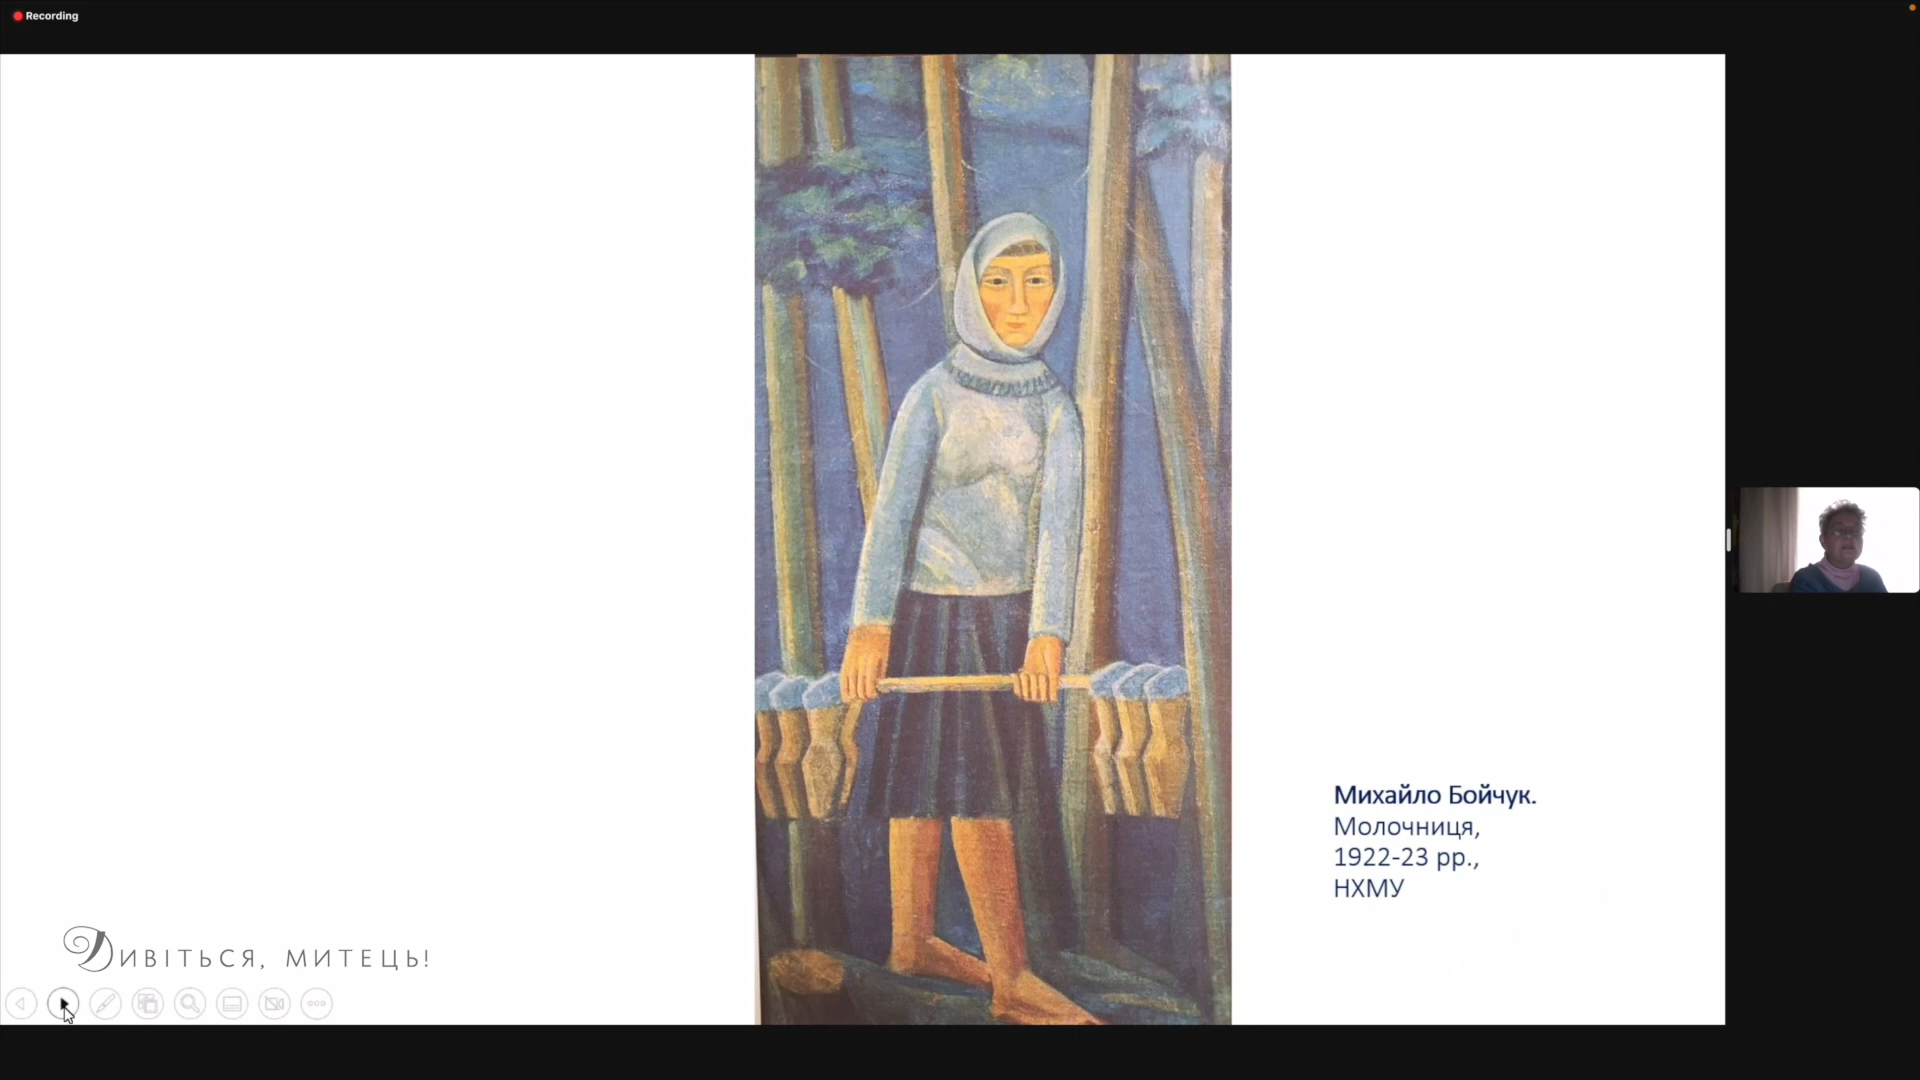 Recording
Михайло Бойчук.
Молочниця,
1922-23 рр.,
НХМУ
Дивіться, митець!